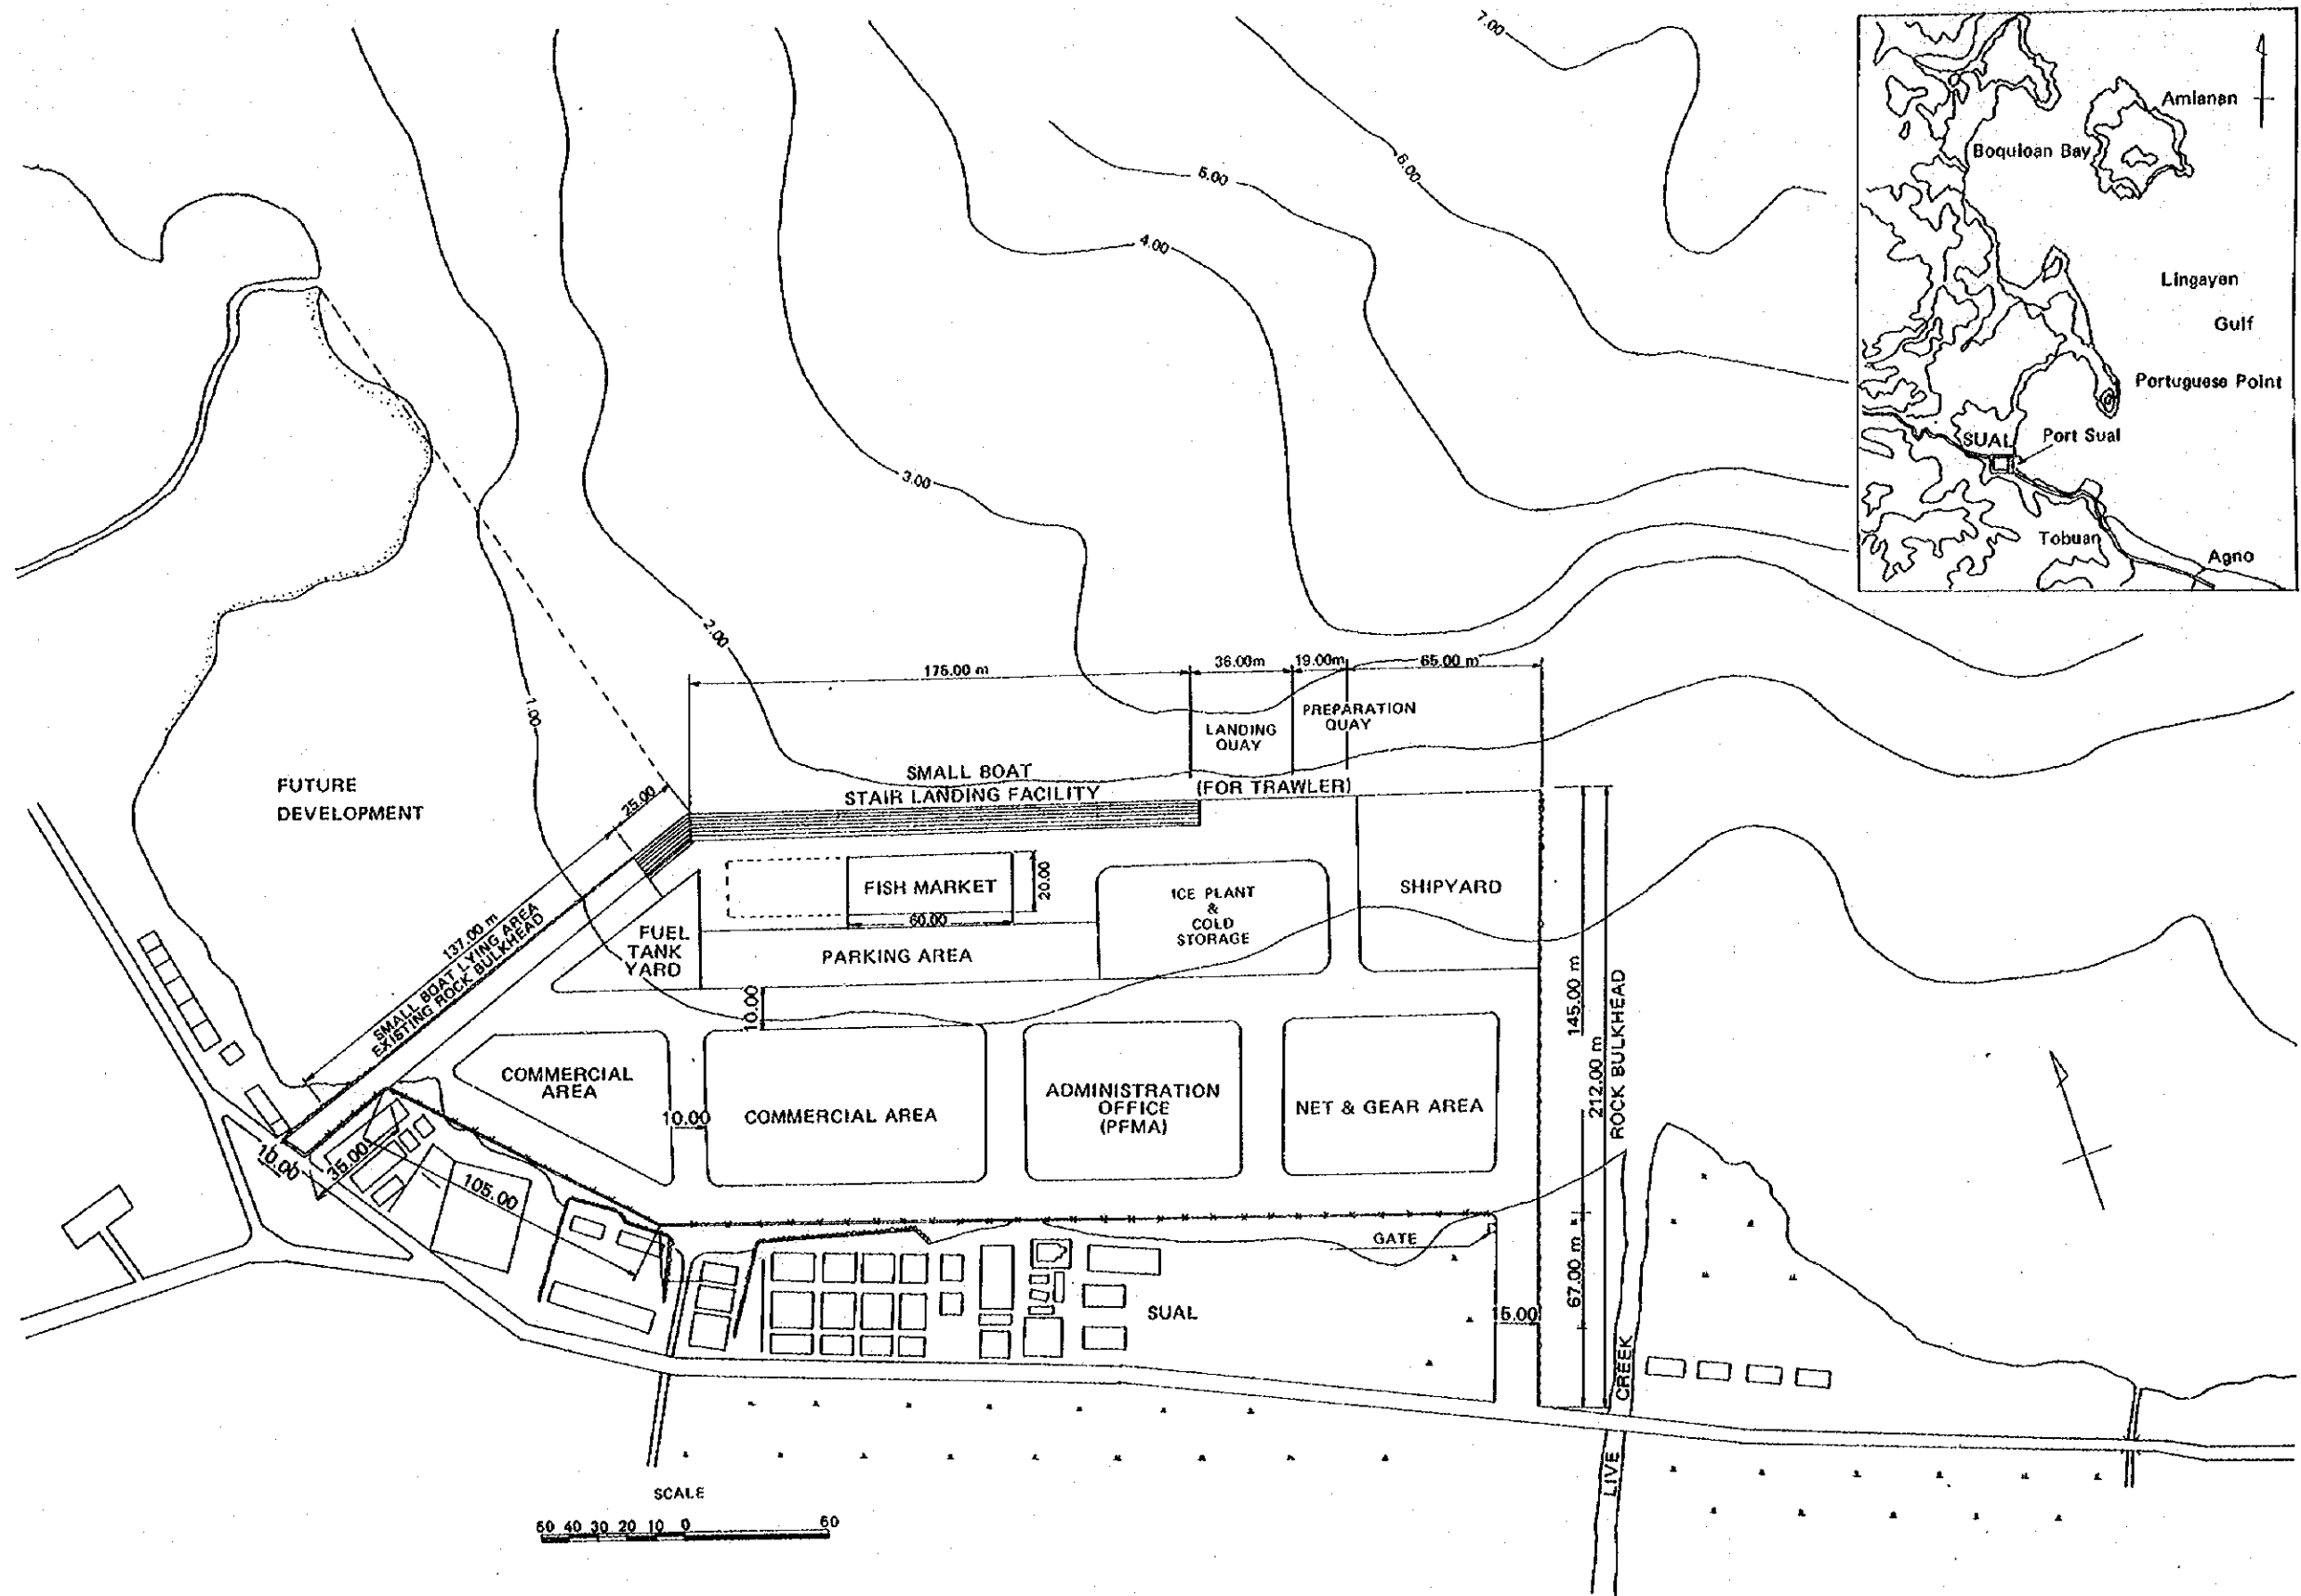 7.00
6.00
5.00
4.00
3.00
2.00
1.00
Amianan
Boquioan Bay
Lingayen
Gulf
Portuguese Point
SUAL
Port Sual
Tobuan
Agno
175.00 m
36.00m
19.00m
65.00 m
LANDING
QUAY
PREPARATION
QUAY
SMALL BOAT
STAIR LANDING FACILITY
(FOR TRAWLER)
FUTURE
DEVELOPMENT
25.00
137.00 m
SMALL BOAT LYING AREA
EXISTING ROCK BULKHEAD
FISH MARKET
20.00
60.00
ICE PLANT
&
COLD
STORAGE
SHIPYARD
FUEL
TANK
YARD
PARKING AREA
10.00
145.00 m
212.00 m
ROCK BULKHEAD
COMMERCIAL
AREA
10.00
COMMERCIAL AREA
ADMINISTRATION
OFFICE
(PFMA)
NET & GEAR AREA
10.00
35.00
105.00
GATE
67.00 m
15.00
SUAL
LIVE CREEK
SCALE
50 40 30 20 10 0